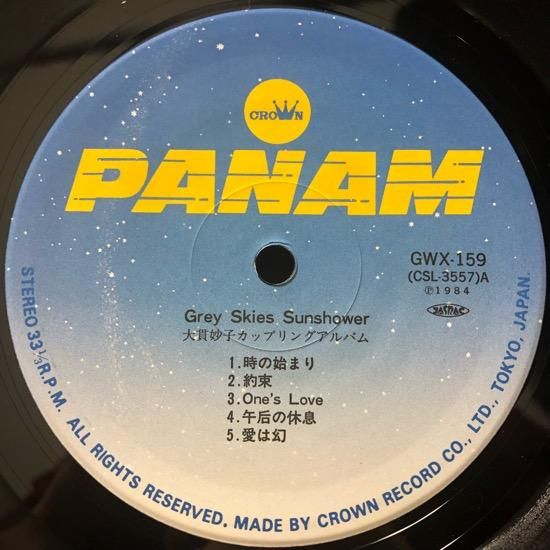 CROWN
PANAM
GWX-159
(CSL-3557)A
Ⓟ1984
JASRAC
Grey Skies Sunshower
大貫妙子カップリングアルバム
1.時の始まり
2.約束
3.One's Love
4.午后の休息
5.愛は幻
STEREO 33⅓R.P.M. ALL RIGHTS RESERVED. MADE BY CROWN RECORD CO., LTD., TOKYO, JAPAN.